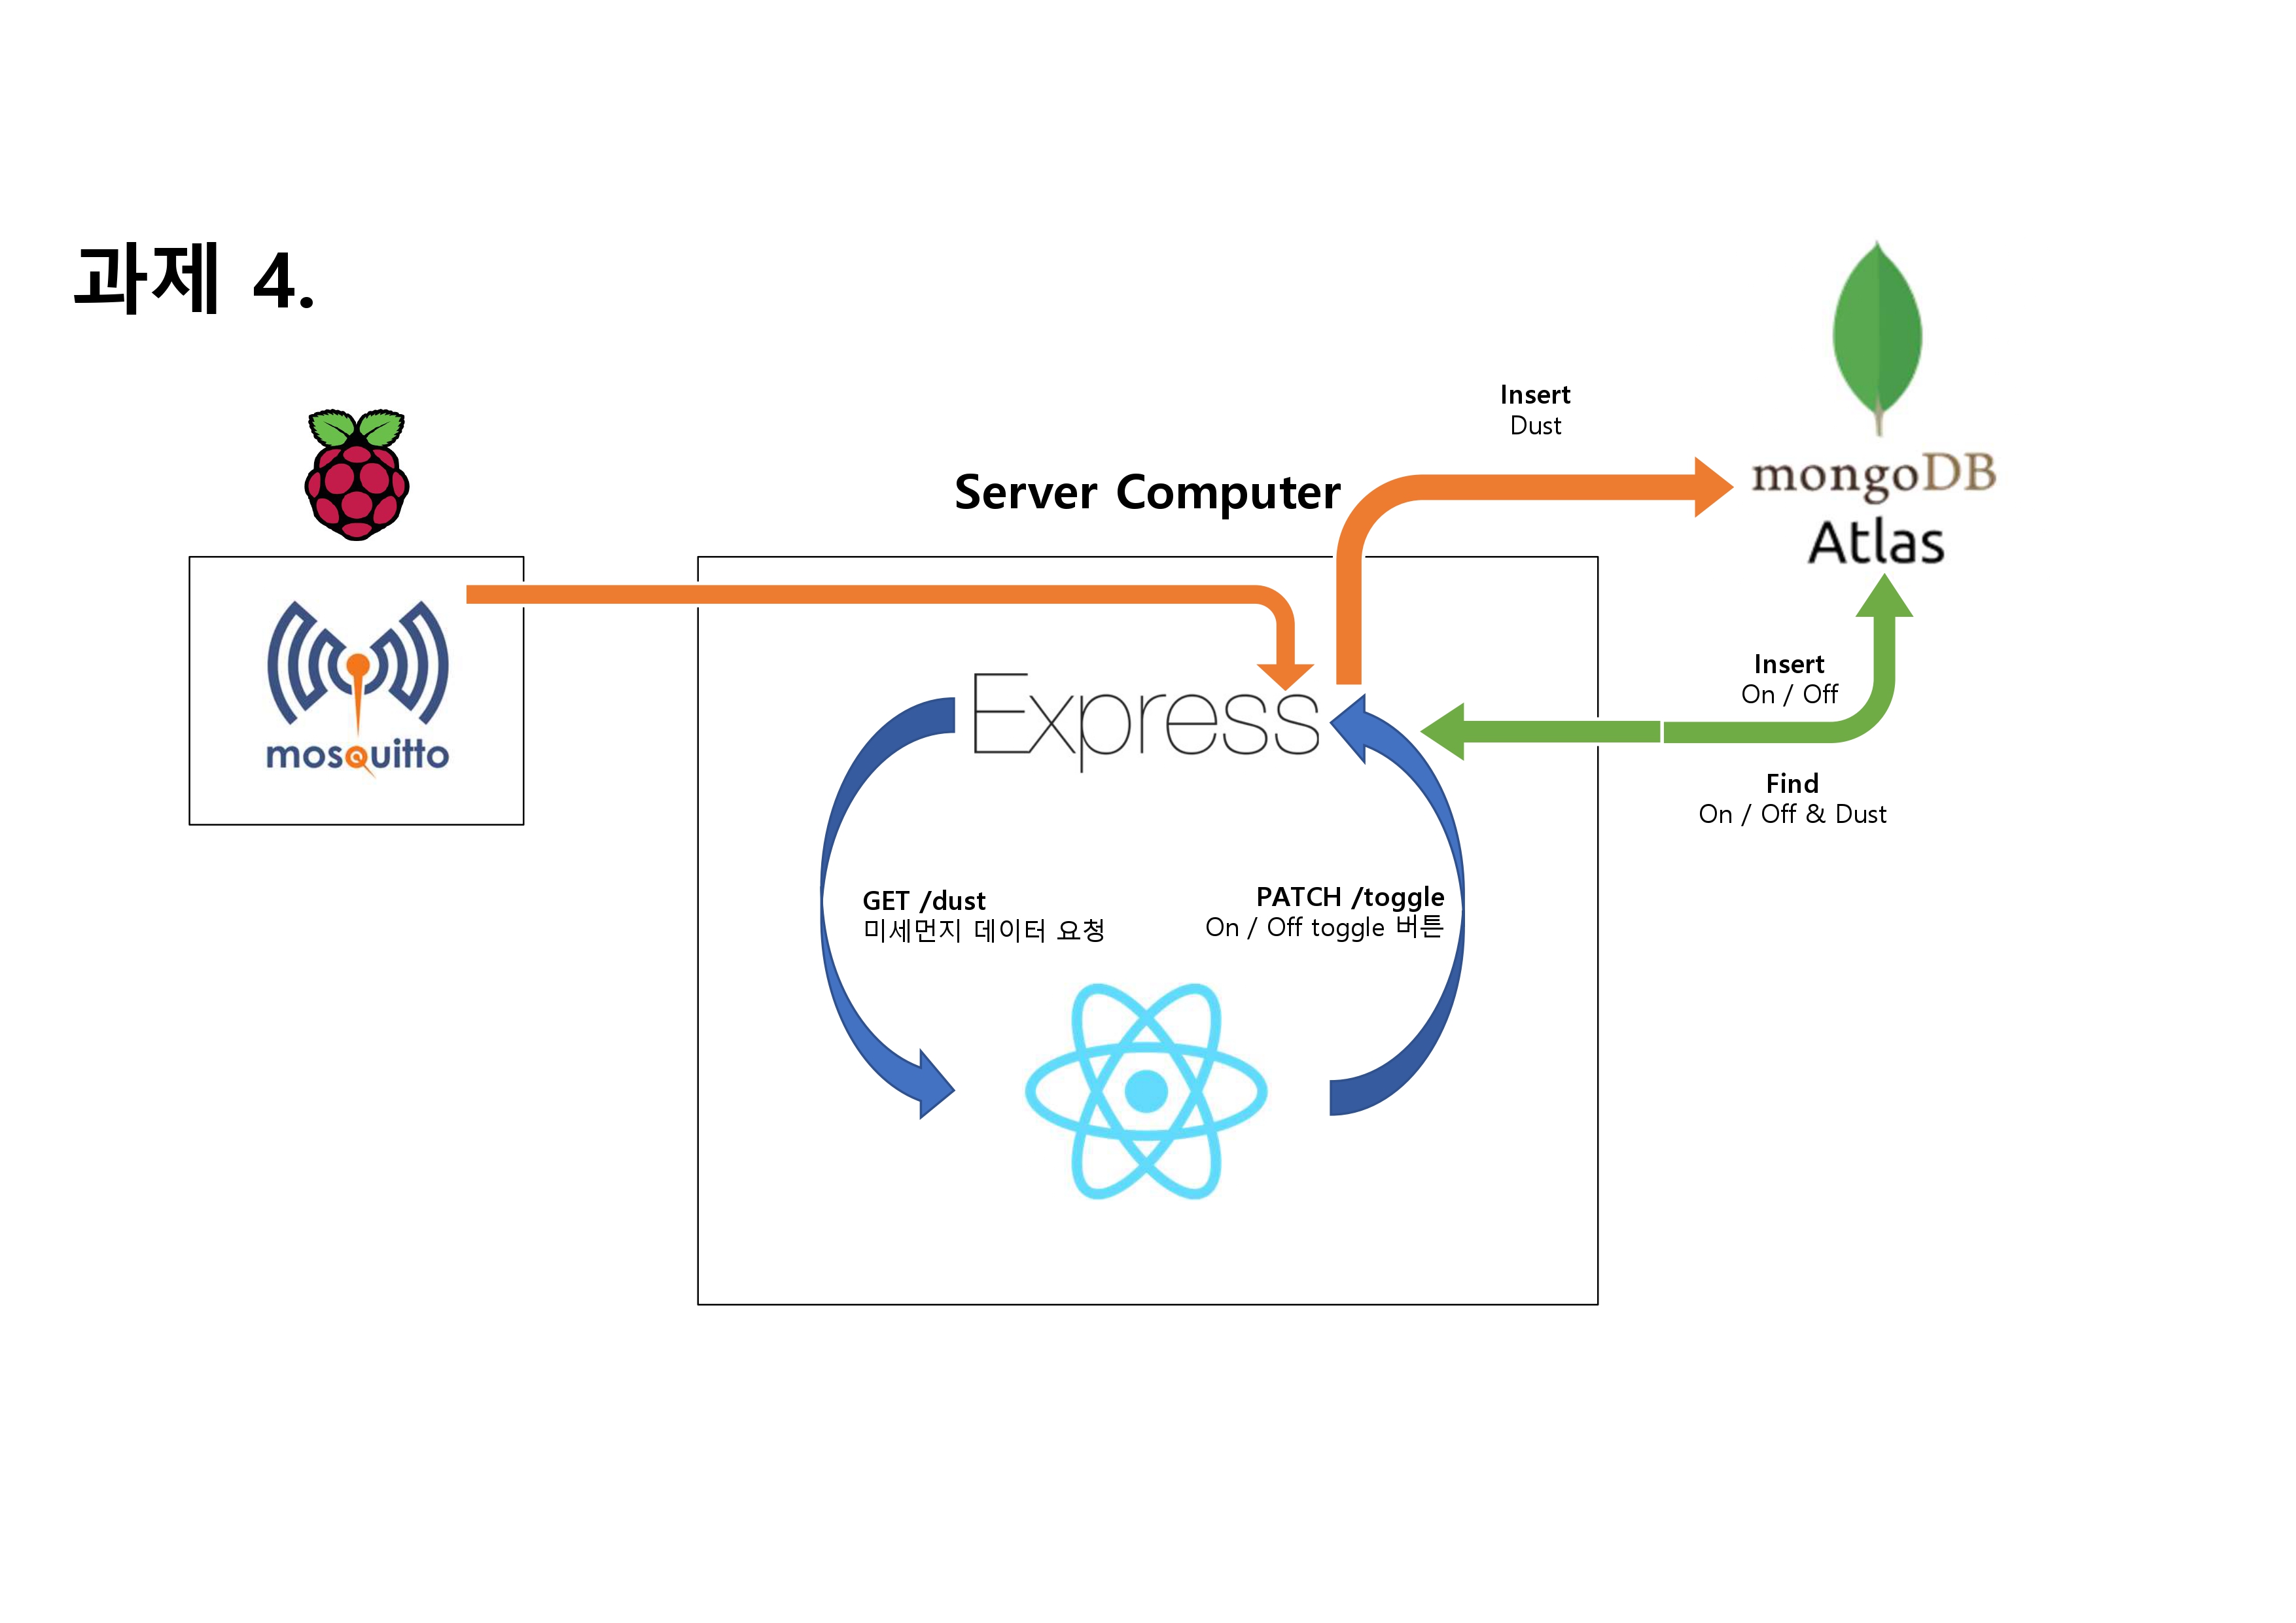 과제 4.
Insert
Dust
Server Computer
mongoDB
Atlas
mosquitto
Express
Insert
On / Off
Find
On / Off & Dust
GET /dust
미세먼지 데이터 요청
PATCH /toggle
On / Off toggle 버튼